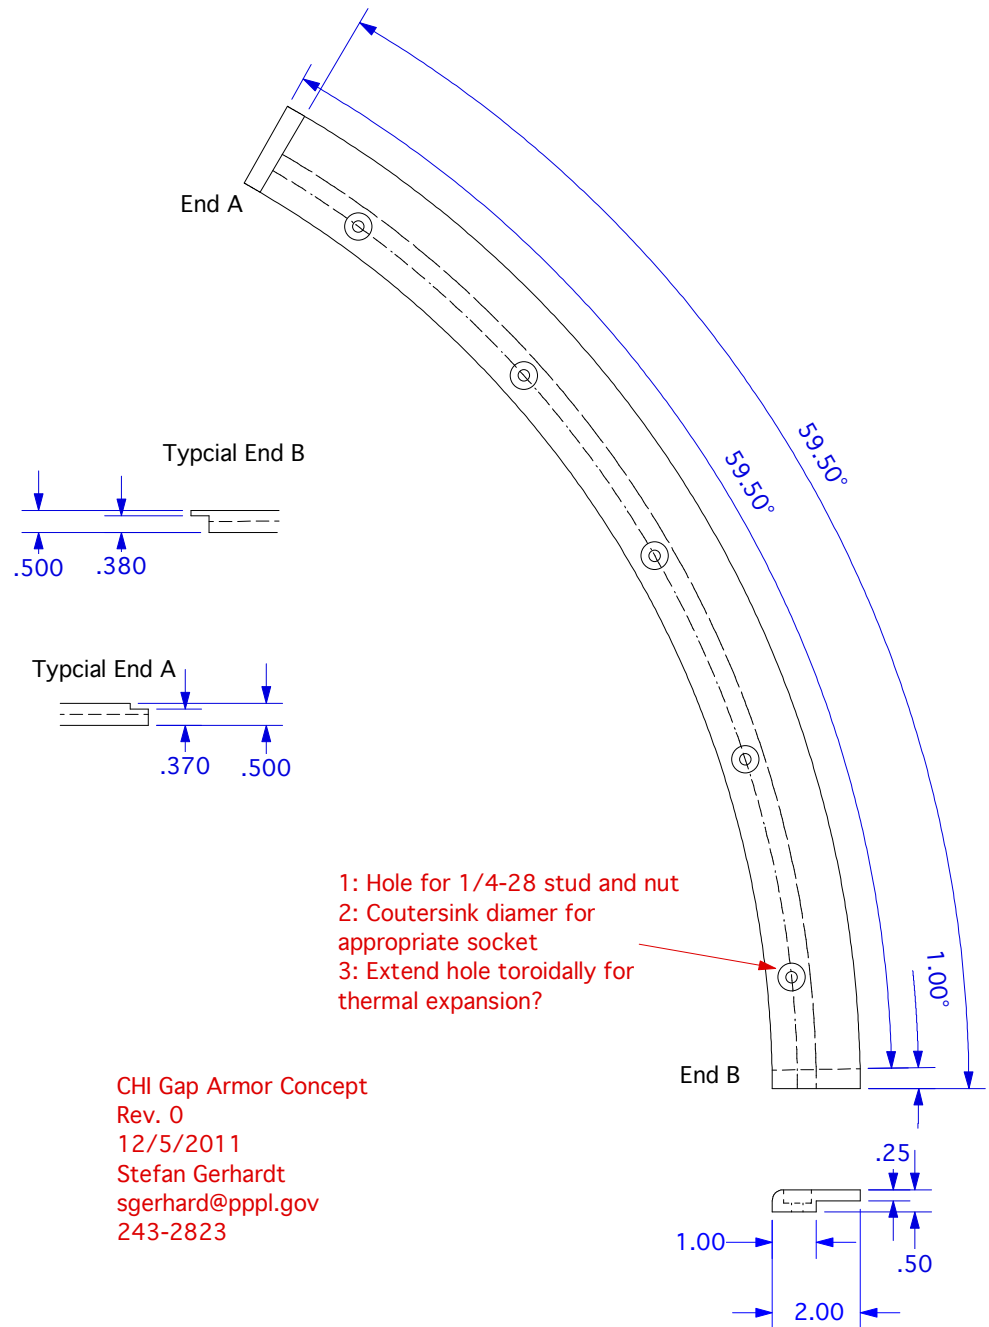 End A
59.50°
59.50°
Typcial End B
.500
.380
Typcial End A
.370
.500
1: Hole for 1/4-28 stud and nut
2: Coutersink diamer for
appropriate socket
3: Extend hole toroidally for
thermal expansion?
1.00°
End B
CHI Gap Armor Concept
Rev. 0
12/5/2011
Stefan Gerhardt
sgerhard@pppl.gov
243-2823
.25
1.00
.50
2.00